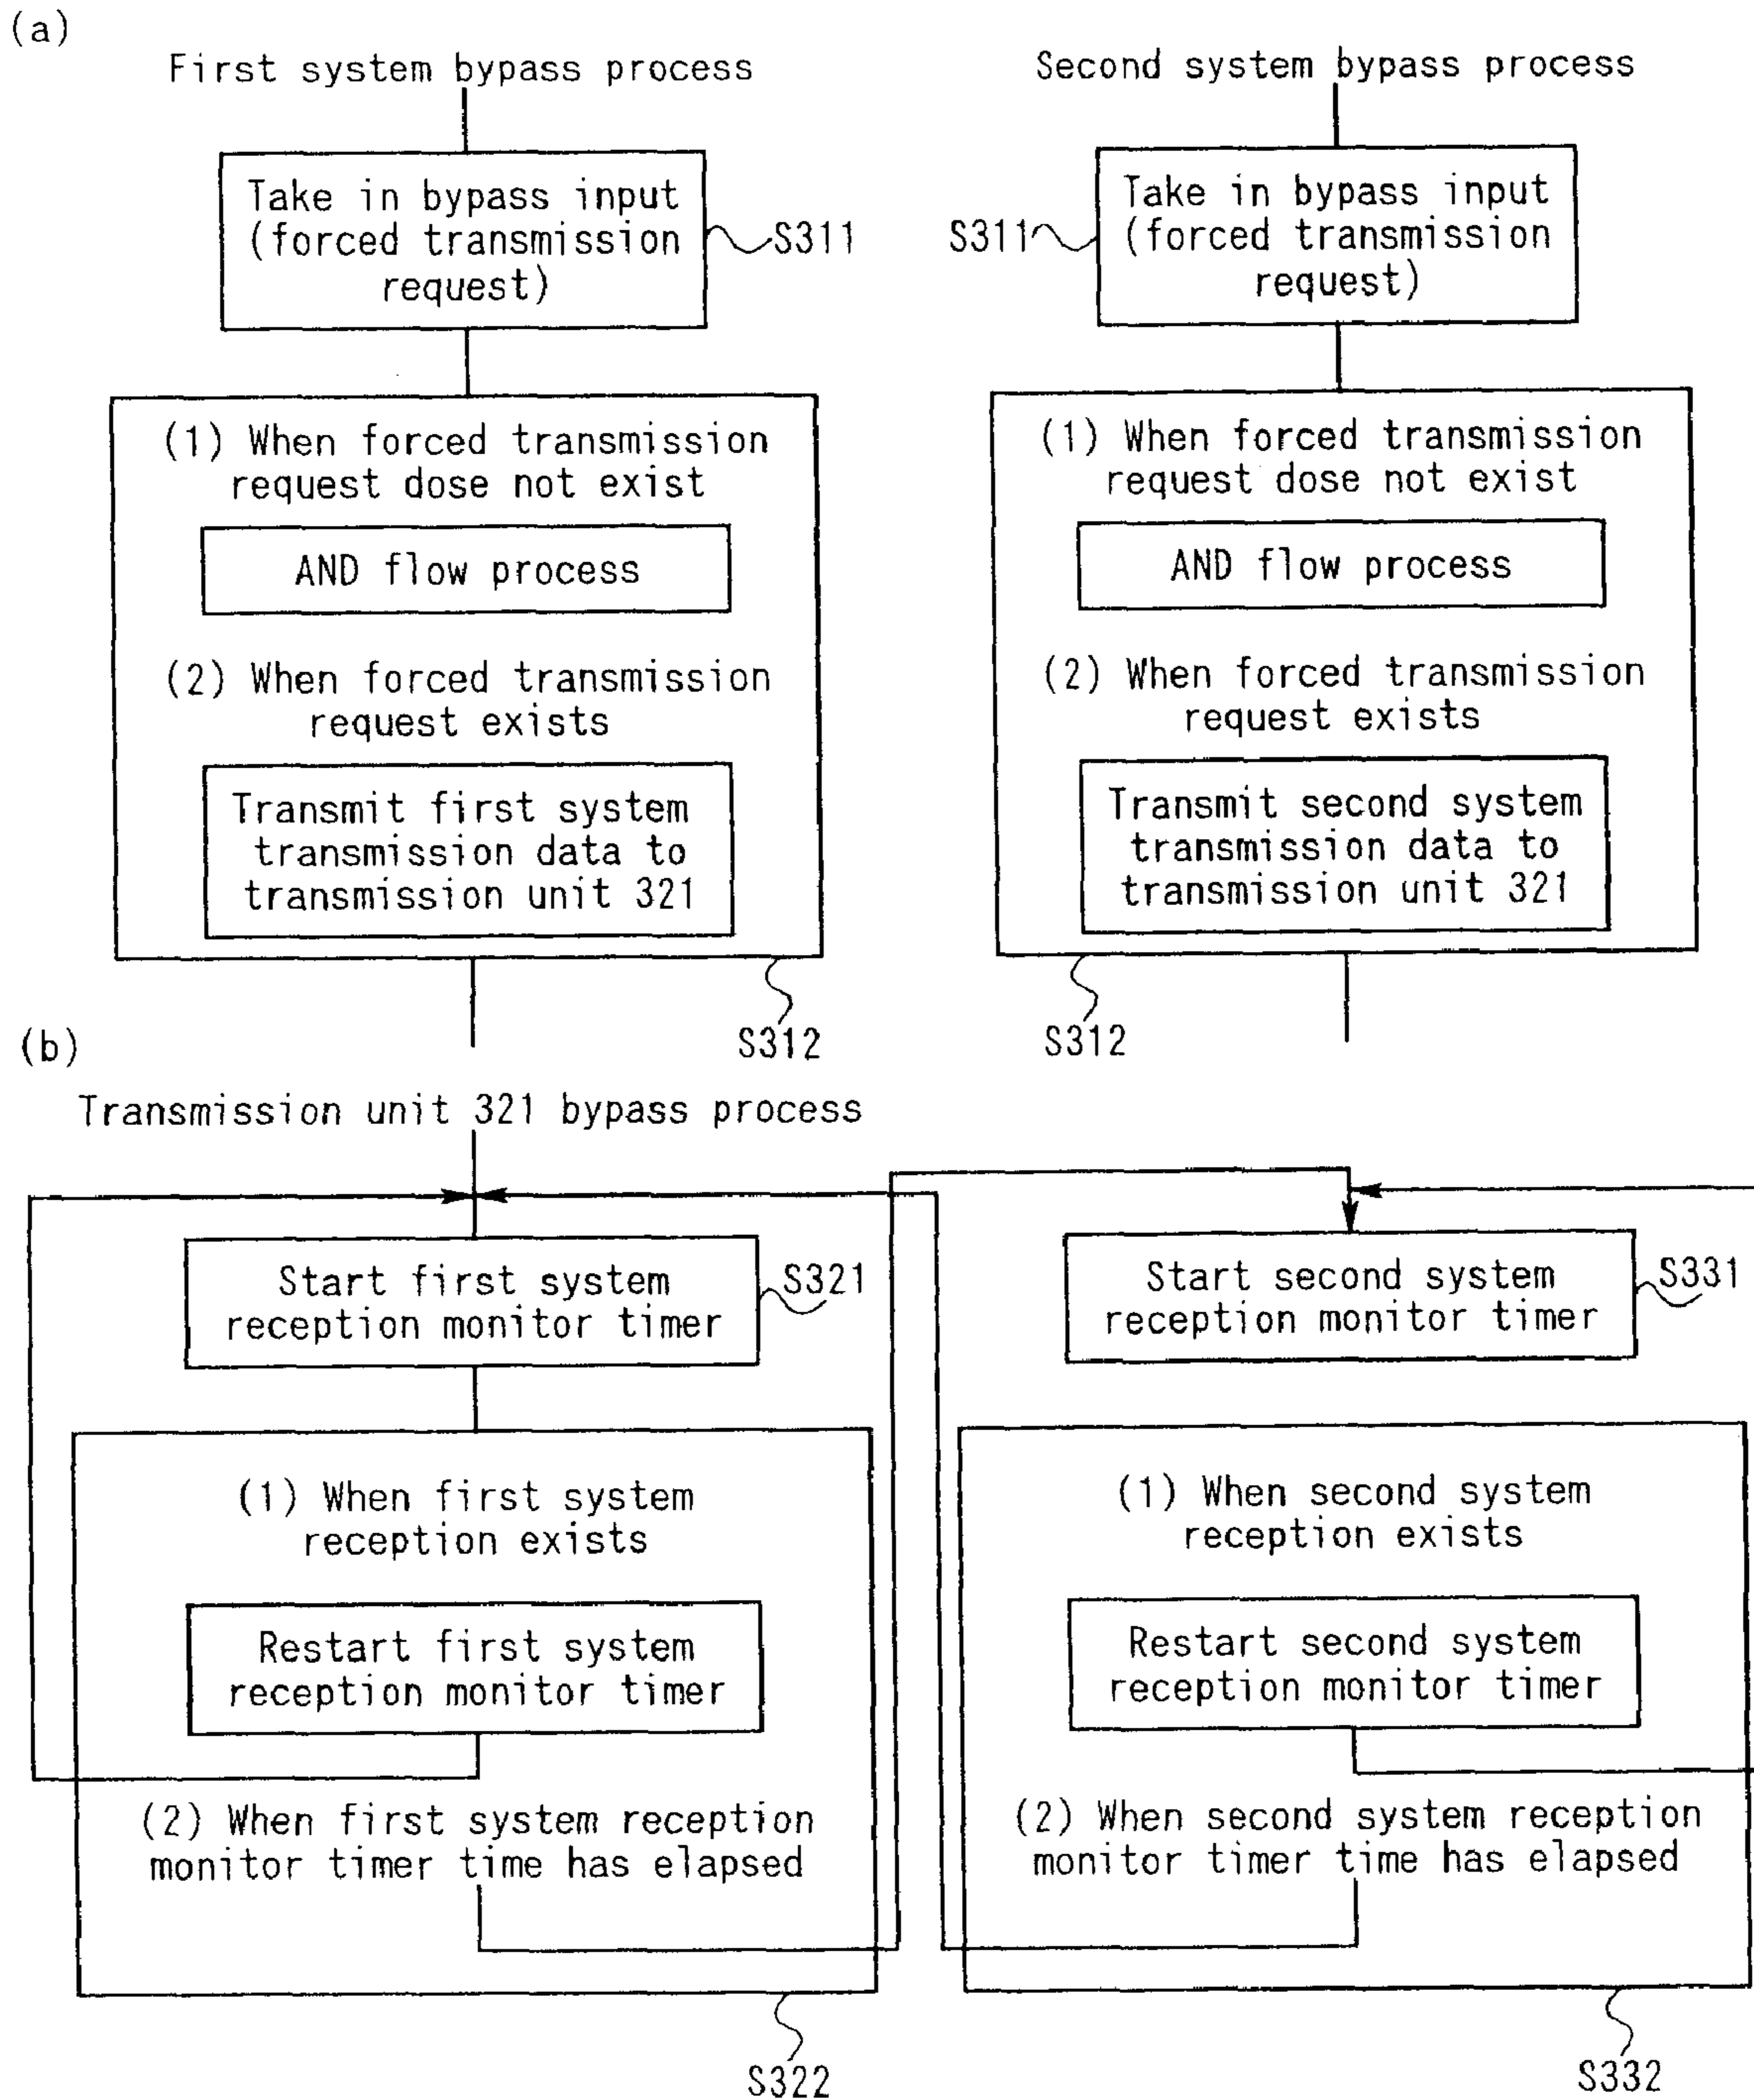 (a)
First system bypass process
Take in bypass input
(forced transmission
request)
S311
(1) When forced transmission
request dose not exist
AND flow process
(2) When forced transmission
request exists
Transmit first system
transmission data to
transmission unit 321
S312
Second system bypass process
S311
Take in bypass input
(forced transmission
request)
(1) When forced transmission
request dose not exist
AND flow process
(2) When forced transmission
request exists
Transmit second system
transmission data to
transmission unit 321
S312
(b)
Transmission unit 321 bypass process
Start first system
reception monitor timer
S321
(1) When first system
reception exists
Restart first system
reception monitor timer
(2) When first system reception
monitor timer time has elapsed
S322
Start second system
reception monitor timer
S331
(1) When second system
reception exists
Restart second system
reception monitor timer
(2) When second system reception
monitor timer time has elapsed
S332